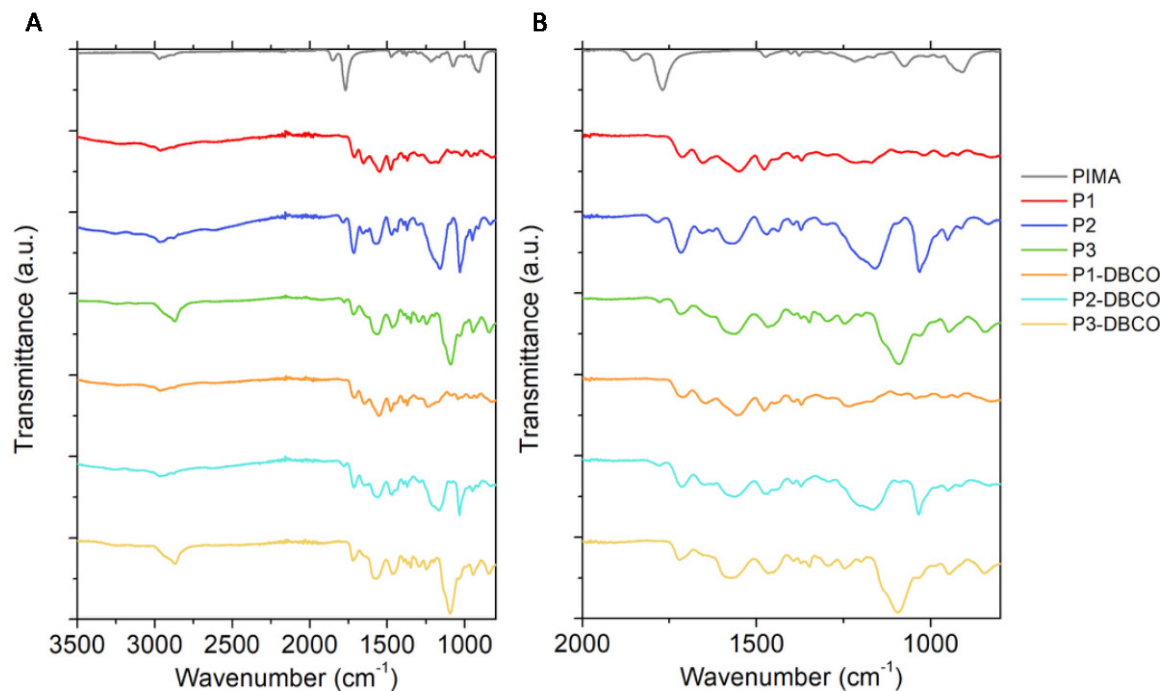 A
B
PIMA
P1
P2
P3
P1-DBCO
P2-DBCO
P3-DBCO
Transmittance (a.u.)
Transmittance (a.u.)
3500 3000 2500 2000 1500 1000
2000 1500 1000
Wavenumber (cm⁻¹)
Wavenumber (cm⁻¹)